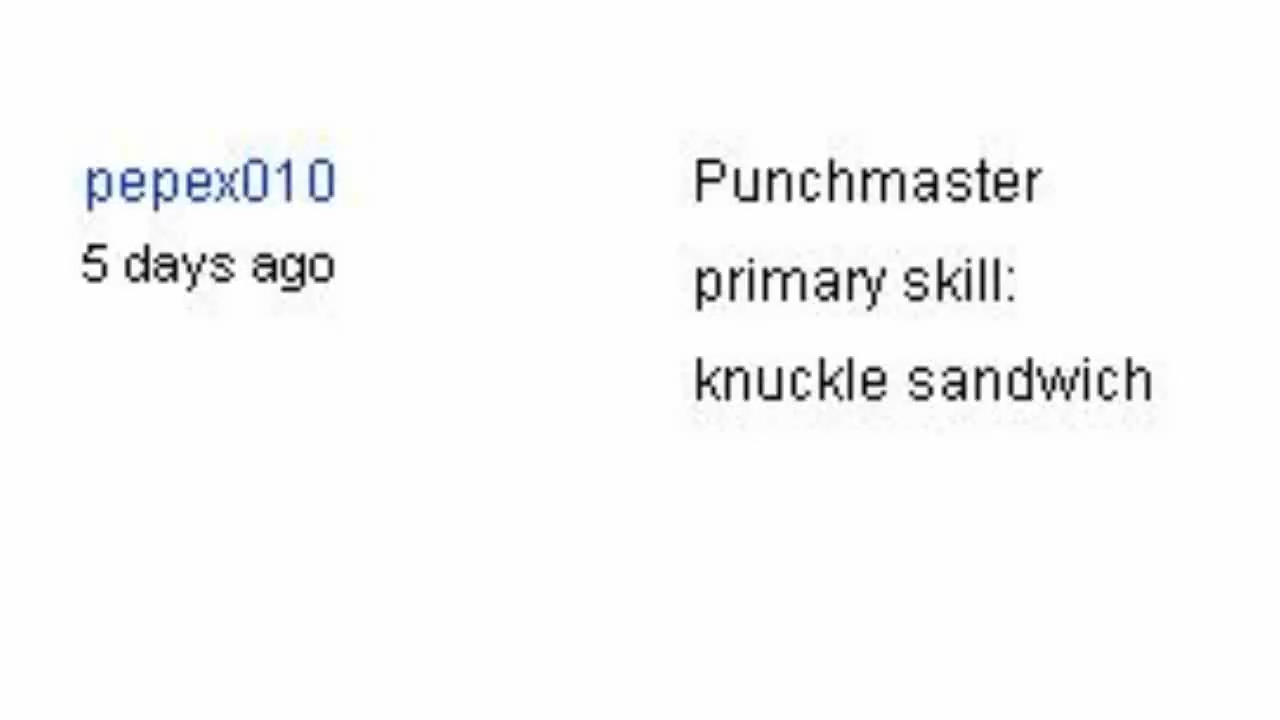 pepex010
5 days ago
Punchmaster
primary skill:
knuckle sandwich